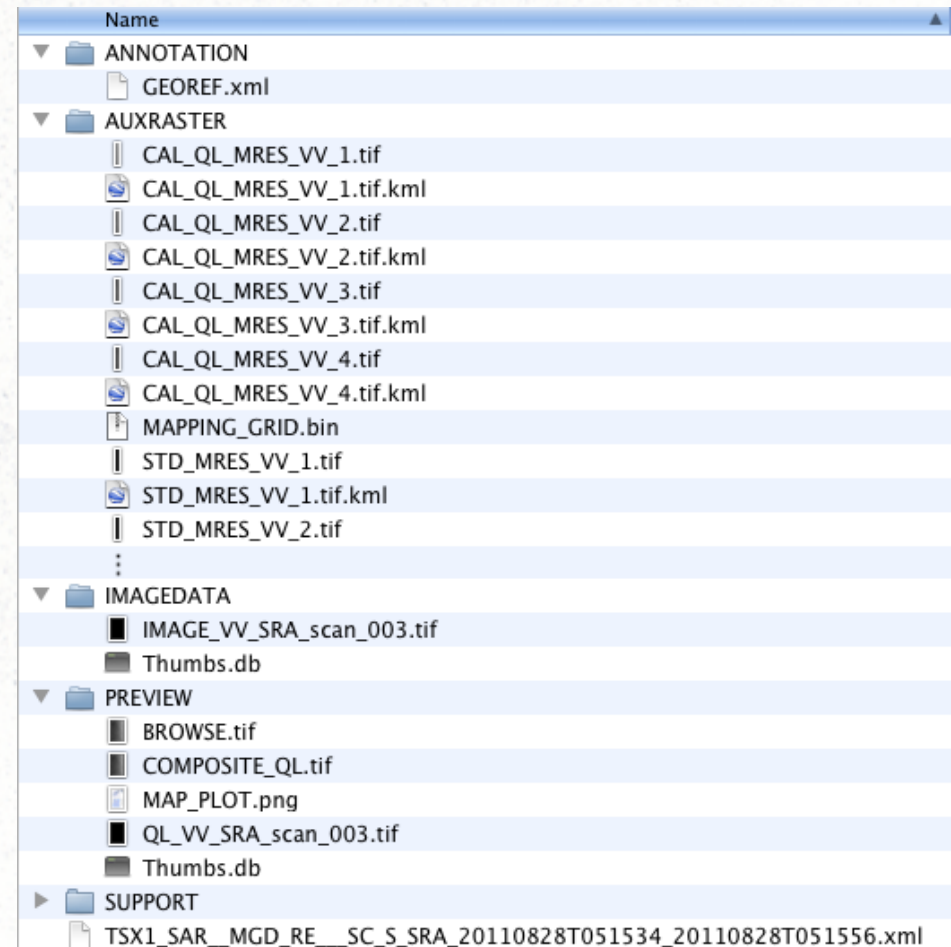 Name
ANNOTATION
GEOREF.xml
AUXRASTER
CAL_QL_MRES_VV_1.tif
CAL_QL_MRES_VV_1.tif.kml
CAL_QL_MRES_VV_2.tif
CAL_QL_MRES_VV_2.tif.kml
CAL_QL_MRES_VV_3.tif
CAL_QL_MRES_VV_3.tif.kml
CAL_QL_MRES_VV_4.tif
CAL_QL_MRES_VV_4.tif.kml
MAPPING_GRID.bin
STD_MRES_VV_1.tif
STD_MRES_VV_1.tif.kml
STD_MRES_VV_2.tif
⋮
IMAGEDATA
IMAGE_VV_SRA_scan_003.tif
Thumbs.db
PREVIEW
BROWSE.tif
COMPOSITE_QL.tif
MAP_PLOT.png
QL_VV_SRA_scan_003.tif
Thumbs.db
SUPPORT
TSX1_SAR__MGD_RE___SC_S_SRA_20110828T051534_20110828T051556.xml